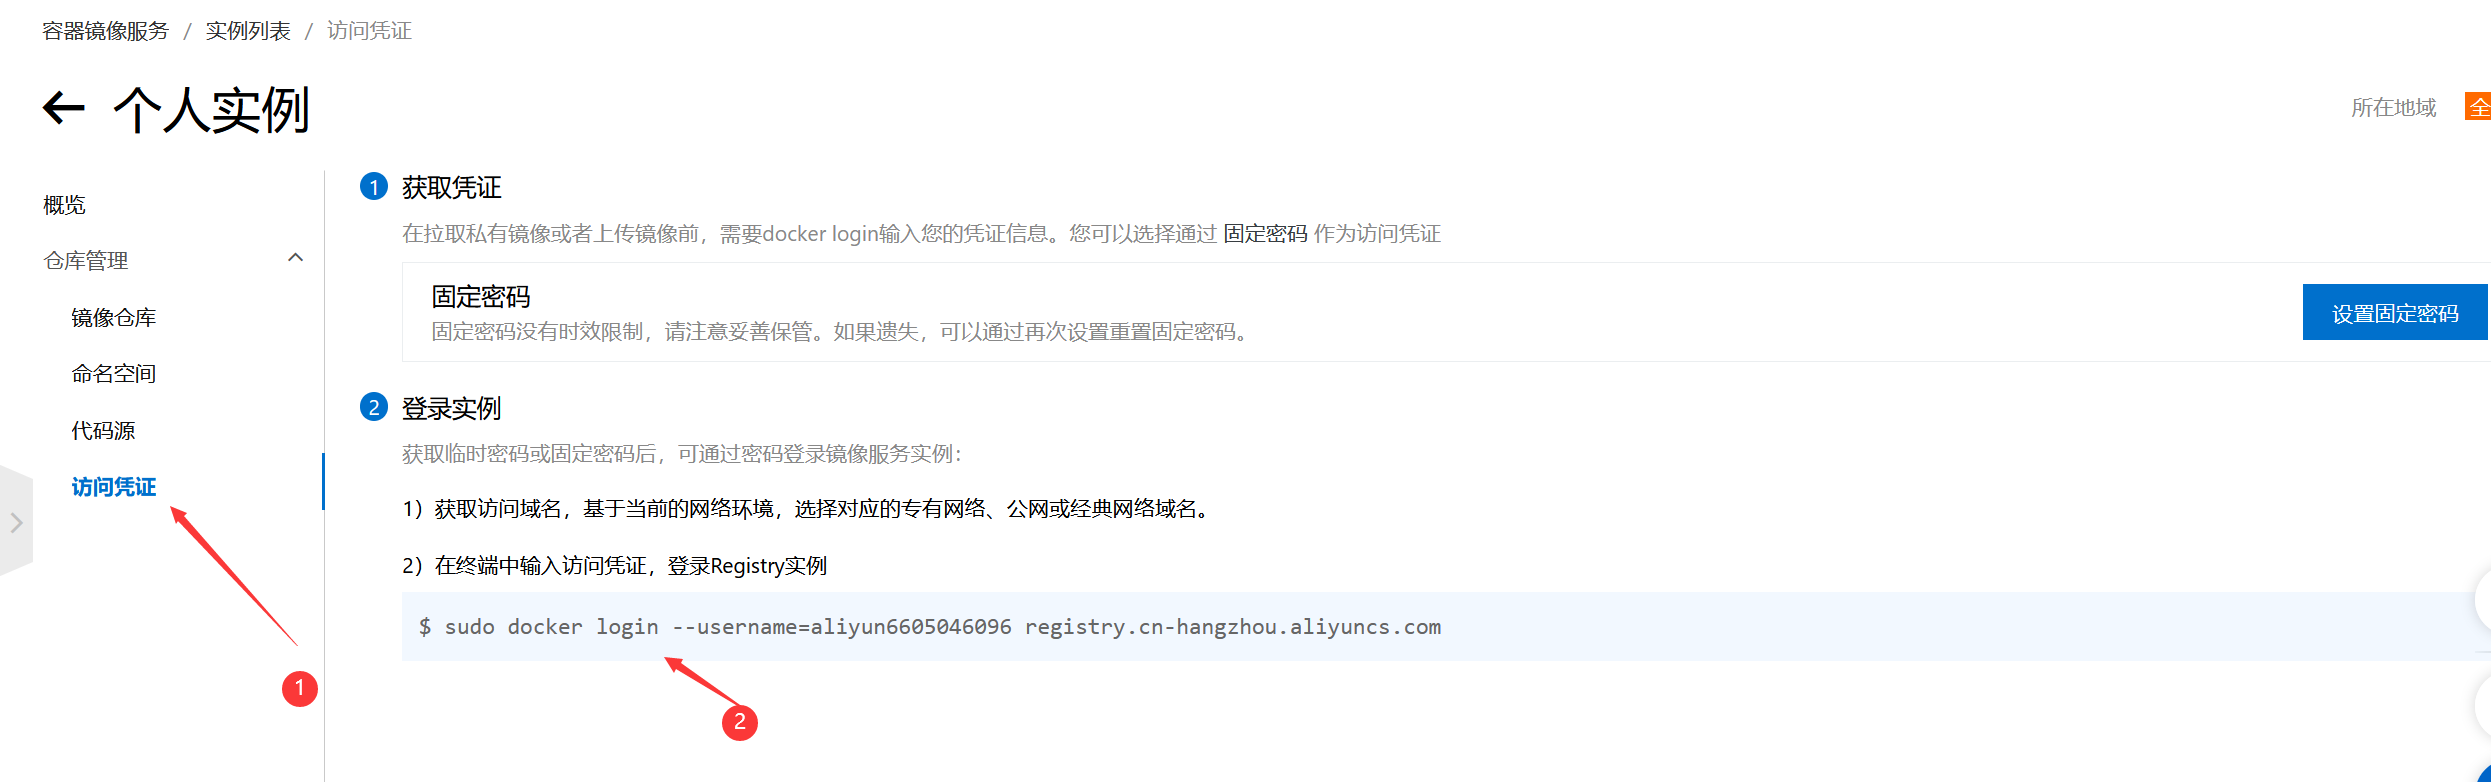 容器镜像服务 / 实例列表 / 访问凭证
个人实例
所在地域 全
概览
仓库管理
镜像仓库
命名空间
代码源
访问凭证
1
1 获取凭证
在拉取私有镜像或者上传镜像前，需要docker login输入您的凭证信息。您可以选择通过 固定密码 作为访问凭证
固定密码
固定密码没有时效限制，请注意妥善保管。如果遗失，可以通过再次设置重置固定密码。
设置固定密码
2 登录实例
获取临时密码或固定密码后，可通过密码登录镜像服务实例：
1）获取访问域名，基于当前的网络环境，选择对应的专有网络、公网或经典网络域名。
2）在终端中输入访问凭证，登录Registry实例
$ sudo docker login --username=aliyun6605046096 registry.cn-hangzhou.aliyuncs.com
2